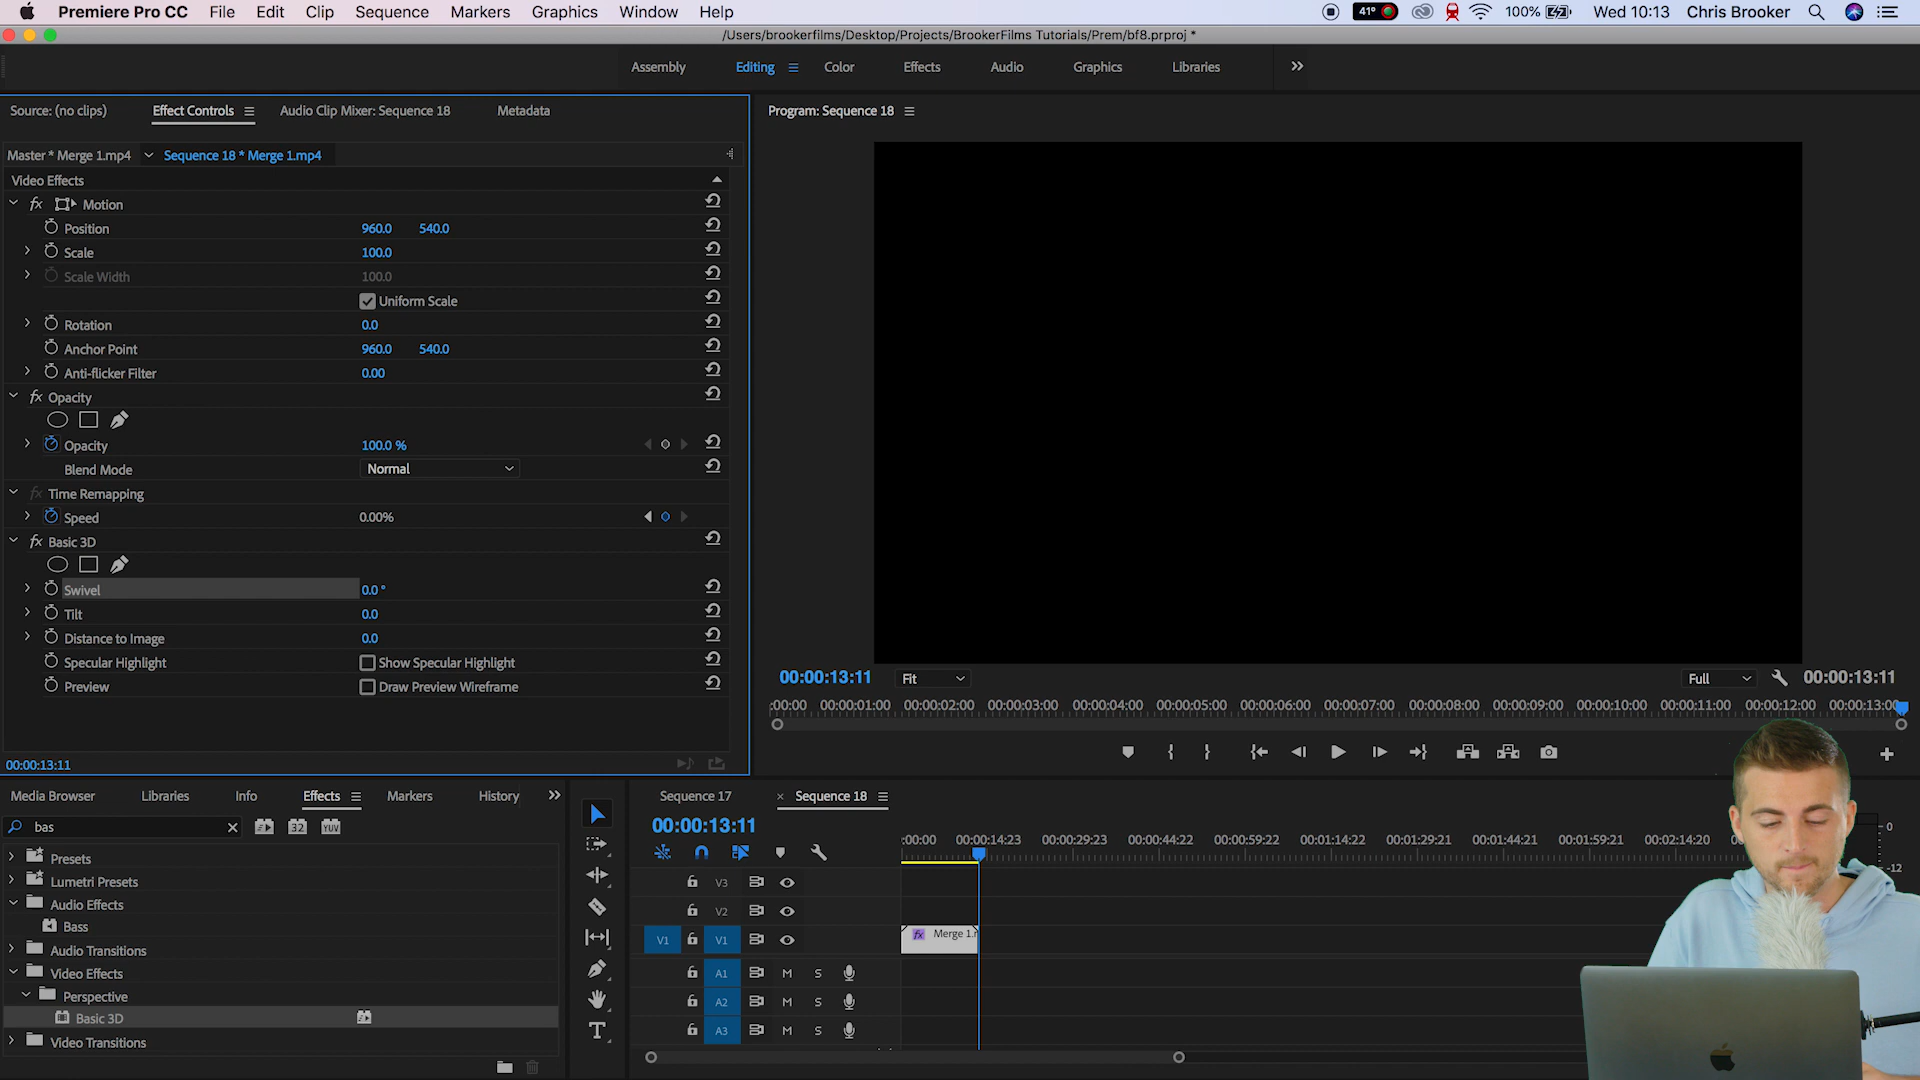 Premiere Pro CC File Edit Clip Sequence Markers Graphics Window Help 41° 100% Wed 10:13 Chris Brooker
/Users/brookerfilms/Desktop/Projects/BrookerFilms Tutorials/Prem/bf8.prproj *
Assembly Editing Color Effects Audio Graphics Libraries
Source: (no clips) Effect Controls Audio Clip Mixer: Sequence 18 Metadata
Program: Sequence 18
Master * Merge 1.mp4 Sequence 18 * Merge 1.mp4
Video Effects
fx Motion
Position 960.0 540.0
Scale 100.0
Scale Width 100.0
Uniform Scale
Rotation 0.0
Anchor Point 960.0 540.0
Anti-flicker Filter 0.00
fx Opacity
Opacity 100.0 %
Blend Mode Normal
fx Time Remapping
Speed 0.00%
fx Basic 3D
Swivel 0.0 °
Tilt 0.0
Distance to Image 0.0
Specular Highlight Show Specular Highlight
Preview Draw Preview Wireframe
00:00:13:11
00:00:13:11 Fit Full 00:00:13:11
:00:00 00:00:01:00 00:00:02:00 00:00:03:00 00:00:04:00 00:00:05:00 00:00:06:00 00:00:07:00 00:00:08:00 00:00:09:00 00:00:10:00 00:00:11:00 00:00:12:00 00:00:13:00
Media Browser Libraries Info Effects Markers History
bas 32 YUV
Presets
Lumetri Presets
Audio Effects
Bass
Audio Transitions
Video Effects
Perspective
Basic 3D
Video Transitions
Sequence 17 Sequence 18
00:00:13:11
:00:00 00:00:14:23 00:00:29:23 00:00:44:22 00:00:59:22 00:01:14:22 00:01:29:21 00:01:44:21 00:01:59:21 00:02:14:20
V3
V2
V1 V1 fx Merge 1.m
A1 M S
A2 M S
A3 M S
0
-12